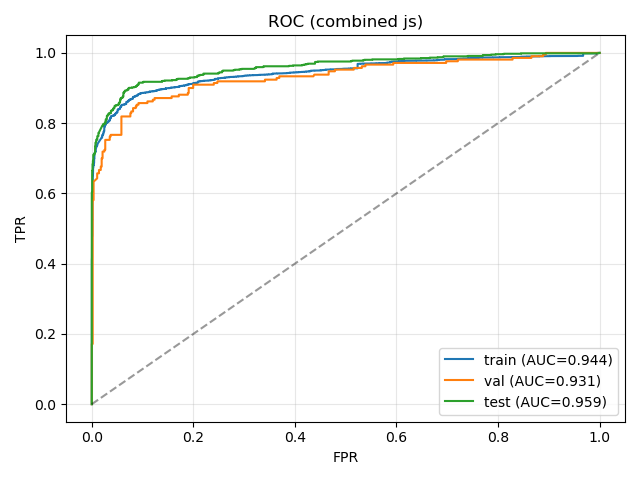 ROC (combined js)
TPR
1.0
0.8
0.6
0.4
0.2
0.0
train (AUC=0.944)
val (AUC=0.931)
test (AUC=0.959)
0.0 0.2 0.4 0.6 0.8 1.0
FPR